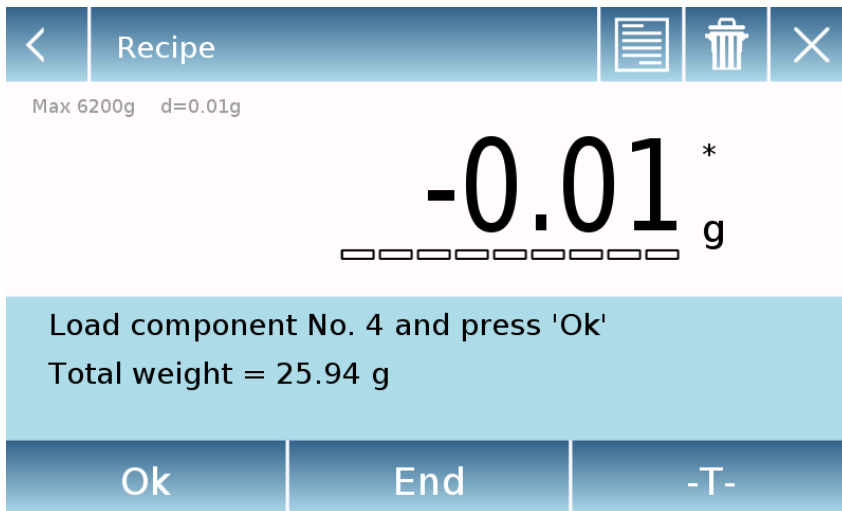 Recipe
Max 6200g d=0.01g
-0.01 * g
Load component No. 4 and press 'Ok'
Total weight = 25.94 g
Ok End -T-